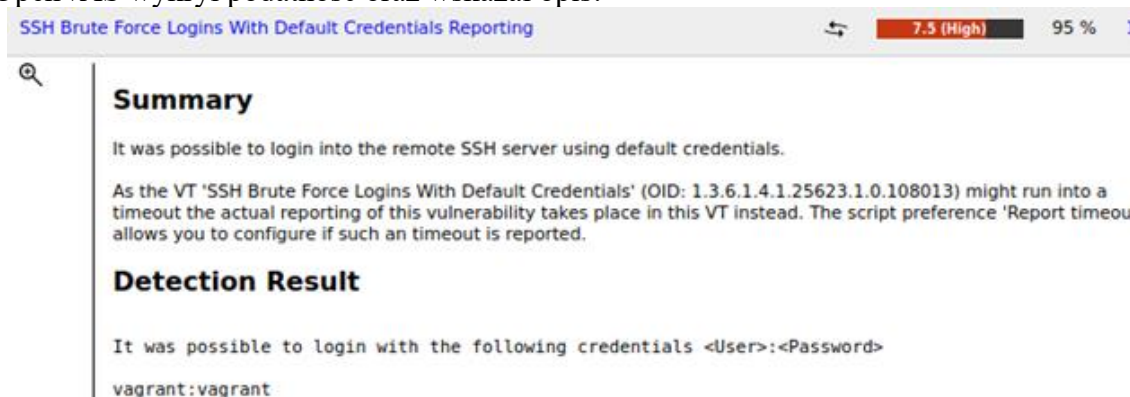 SSH Brute Force Logins With Default Credentials Reporting 7.5 (High) 95 %
Summary
It was possible to login into the remote SSH server using default credentials.
As the VT 'SSH Brute Force Logins With Default Credentials' (OID: 1.3.6.1.4.1.25623.1.0.108013) might run into a
timeout the actual reporting of this vulnerability takes place in this VT instead. The script preference 'Report timeou
allows you to configure if such an timeout is reported.
Detection Result
It was possible to login with the following credentials <User>:<Password>
vagrant:vagrant